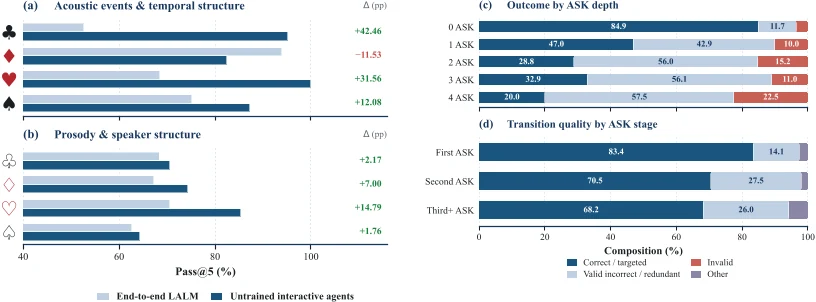 (a) Acoustic events & temporal structure Δ (pp)
+42.46
−11.53
+31.56
+12.08
(b) Prosody & speaker structure Δ (pp)
+2.17
+7.00
+14.79
+1.76
40 60 80 100
Pass@5 (%)
End-to-end LALM Untrained interactive agents
(c) Outcome by ASK depth
0 ASK 84.9 11.7
1 ASK 47.0 42.9 10.0
2 ASK 28.8 56.0 15.2
3 ASK 32.9 56.1 11.0
4 ASK 20.0 57.5 22.5
(d) Transition quality by ASK stage
First ASK 83.4 14.1
Second ASK 70.5 27.5
Third+ ASK 68.2 26.0
0 20 40 60 80 100
Composition (%)
Correct / targeted Invalid
Valid incorrect / redundant Other